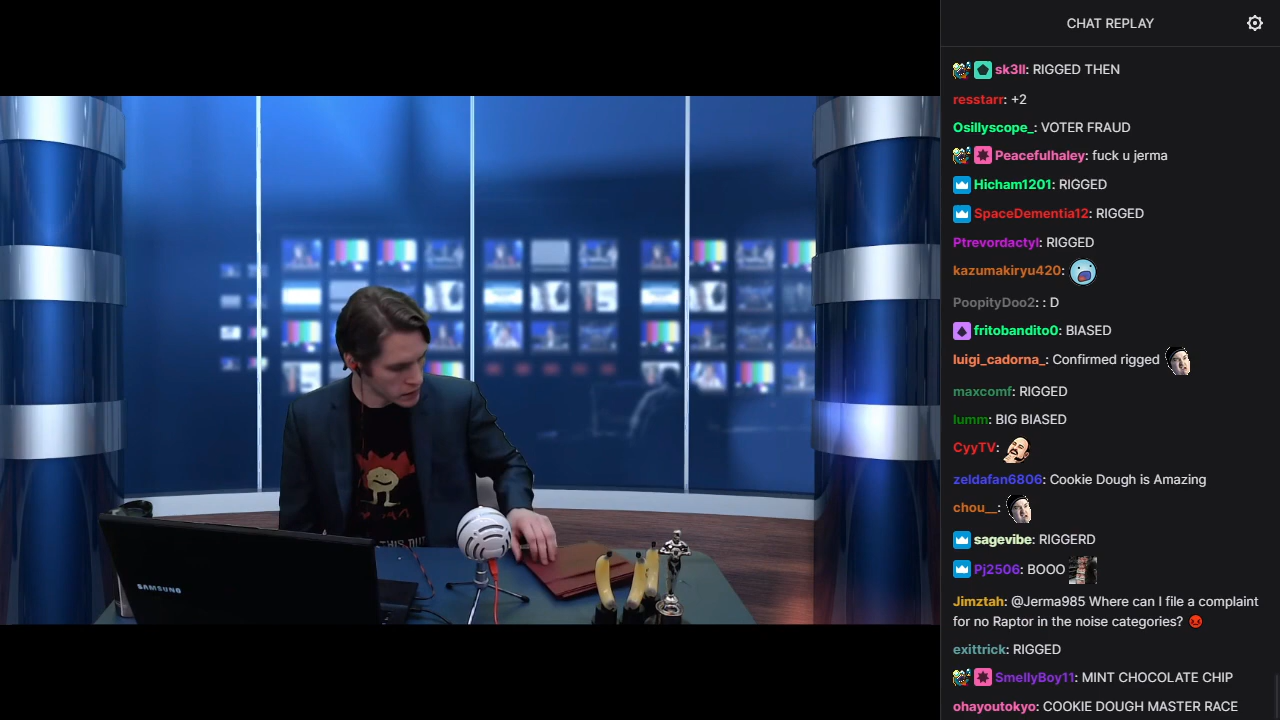 CHAT REPLAY
sk3ll: RIGGED THEN
resstarr: +2
Osillyscope_: VOTER FRAUD
Peacefulhaley: fuck u jerma
Hicham1201: RIGGED
SpaceDementia12: RIGGED
Ptrevordactyl: RIGGED
kazumakiryu420:
PoopityDoo2: : D
fritobandito0: BIASED
luigi_cadorna_: Confirmed rigged
maxcomf: RIGGED
lumm: BIG BIASED
CyyTV:
zeldafan6806: Cookie Dough is Amazing
chou__:
sagevibe: RIGGERD
Pj2506: BOOO
Jimztah: @Jerma985 Where can I file a complaint
for no Raptor in the noise categories?
exittrick: RIGGED
SmellyBoy11: MINT CHOCOLATE CHIP
ohayoutokyo: COOKIE DOUGH MASTER RACE
THIS DU
SAMSUNG